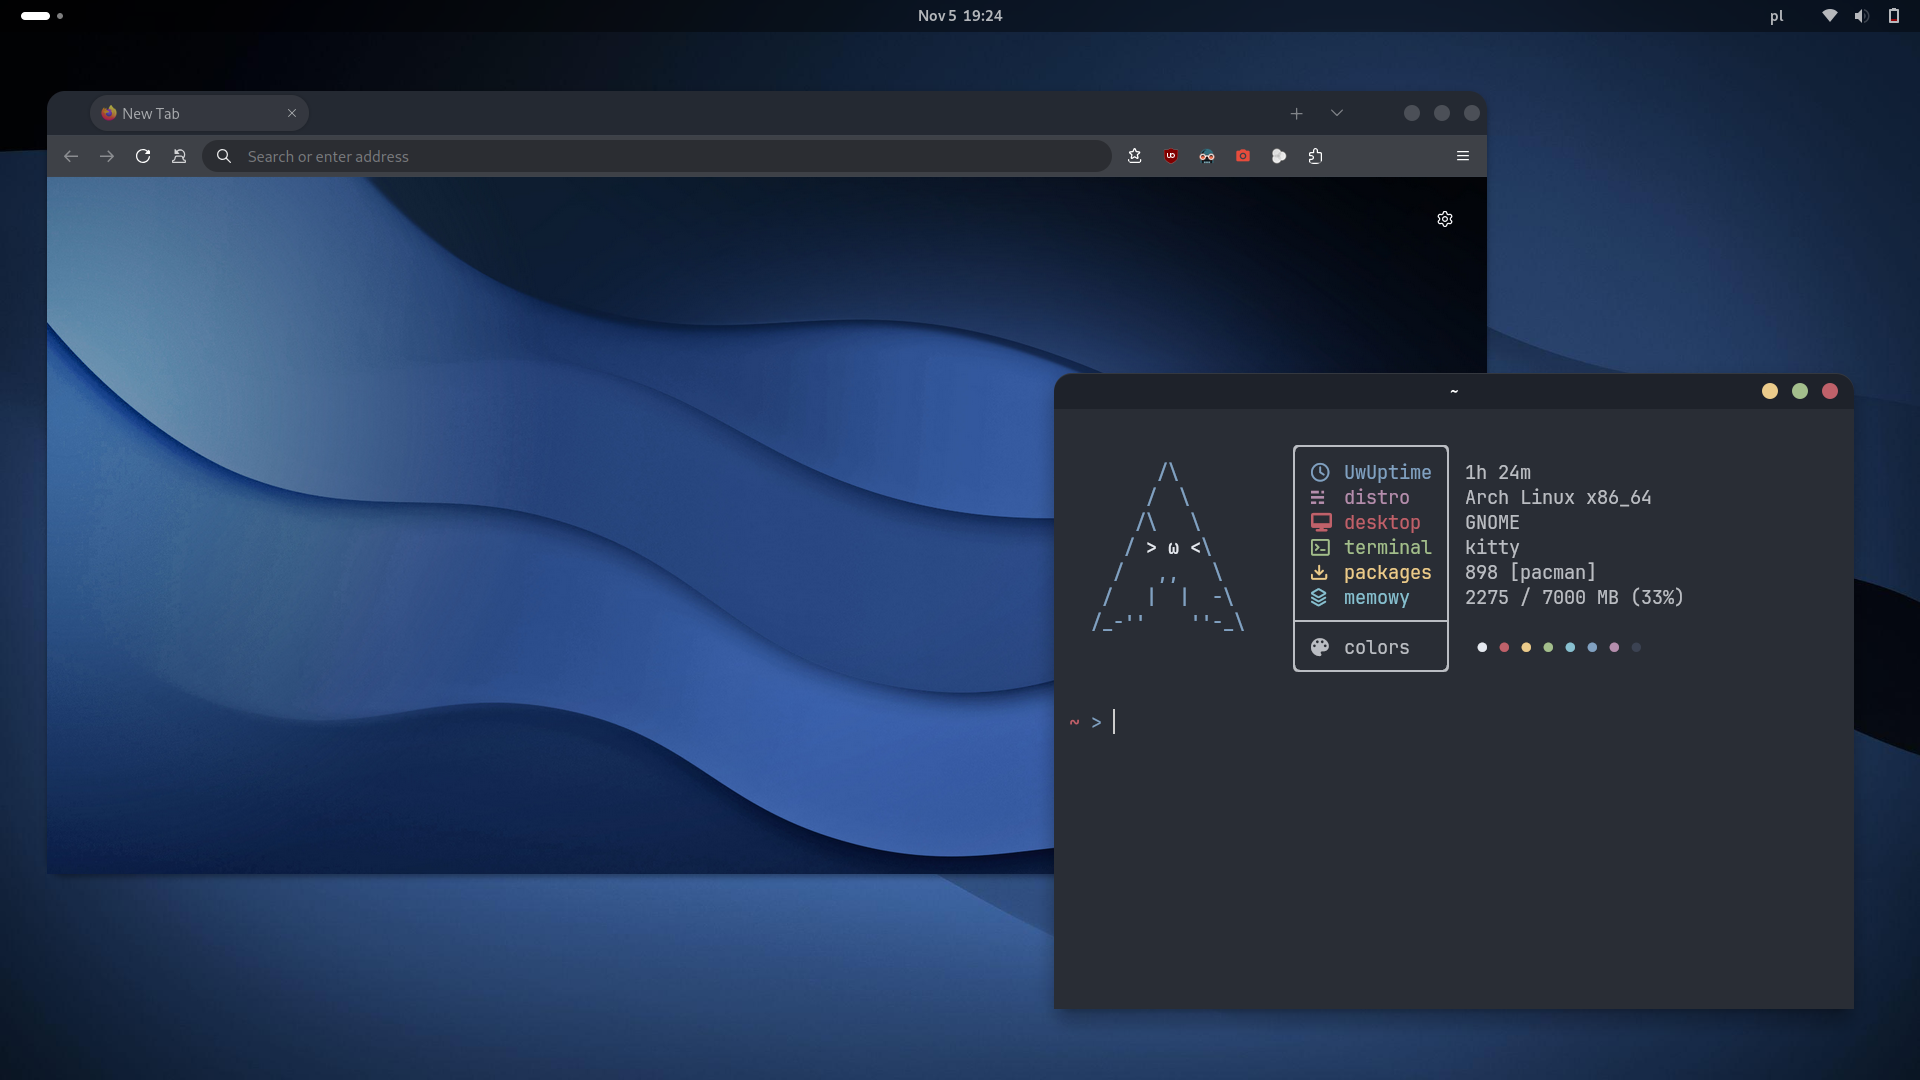 Nov 5 19:24
pl
New Tab
Search or enter address
~
/\
/  \
/\   \
/ > ω <\
/   ,,   \
/   |  |  -\
/_-''    ''-_\
UwUptime 1h 24m
distro Arch Linux x86_64
desktop GNOME
terminal kitty
packages 898 [pacman]
memowy 2275 / 7000 MB (33%)
colors
~ >